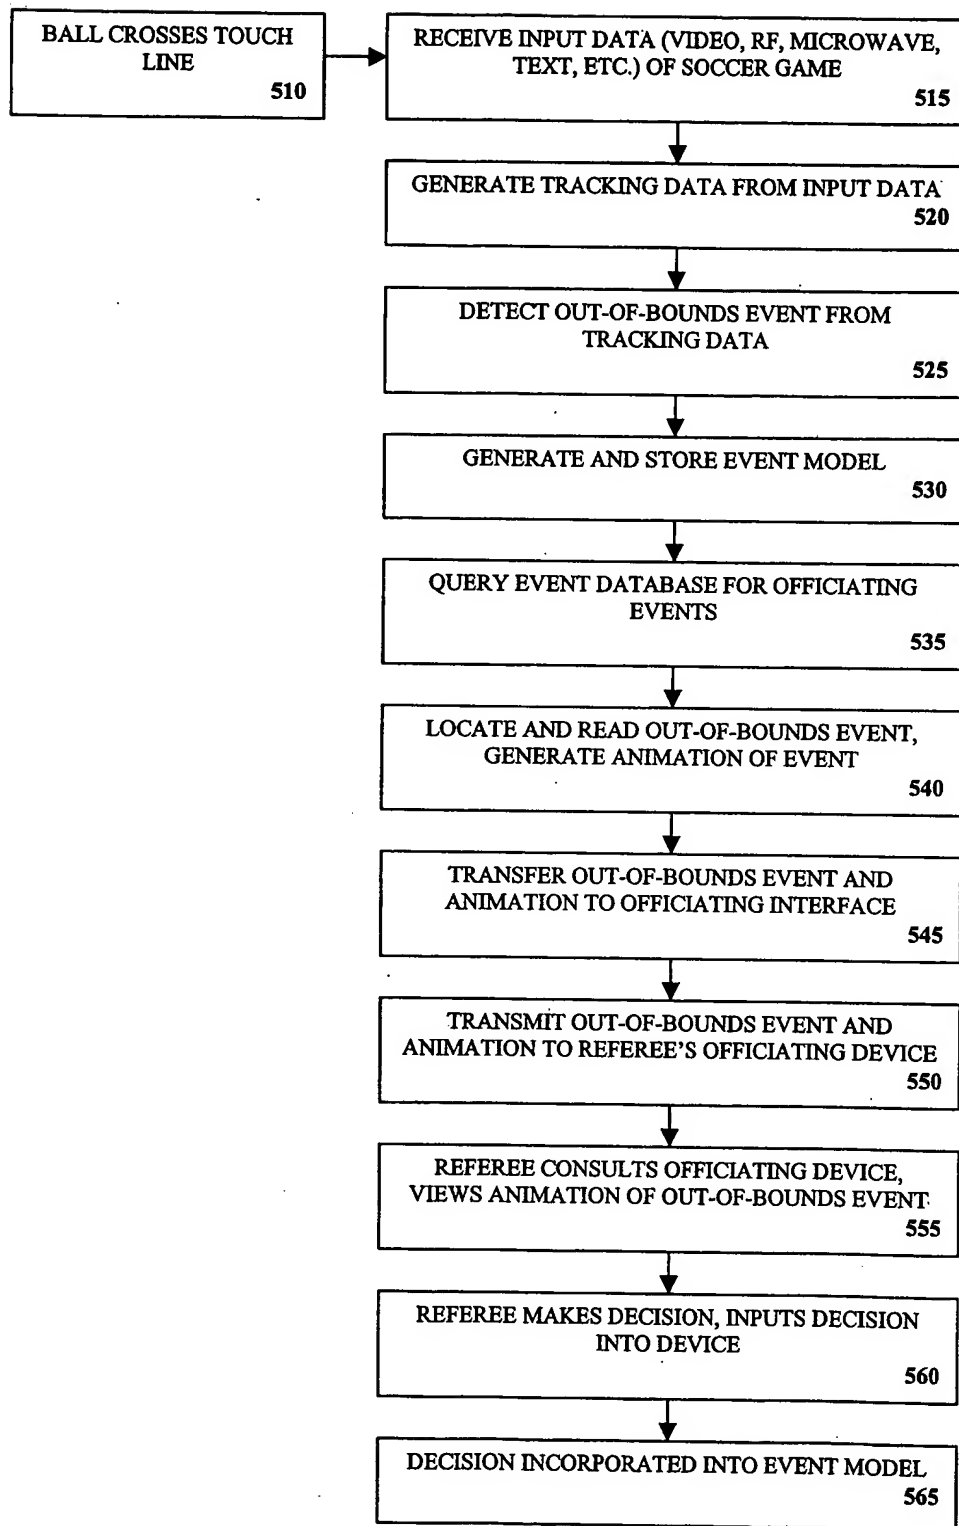 BALL CROSSES TOUCH
LINE
510
RECEIVE INPUT DATA (VIDEO, RF, MICROWAVE,
TEXT, ETC.) OF SOCCER GAME
515
GENERATE TRACKING DATA FROM INPUT DATA
520
DETECT OUT-OF-BOUNDS EVENT FROM
TRACKING DATA
525
GENERATE AND STORE EVENT MODEL
530
QUERY EVENT DATABASE FOR OFFICIATING
EVENTS
535
LOCATE AND READ OUT-OF-BOUNDS EVENT,
GENERATE ANIMATION OF EVENT
540
TRANSFER OUT-OF-BOUNDS EVENT AND
ANIMATION TO OFFICIATING INTERFACE
545
TRANSMIT OUT-OF-BOUNDS EVENT AND
ANIMATION TO REFEREE'S OFFICIATING DEVICE
550
REFEREE CONSULTS OFFICIATING DEVICE,
VIEWS ANIMATION OF OUT-OF-BOUNDS EVENT
555
REFEREE MAKES DECISION, INPUTS DECISION
INTO DEVICE
560
DECISION INCORPORATED INTO EVENT MODEL
565